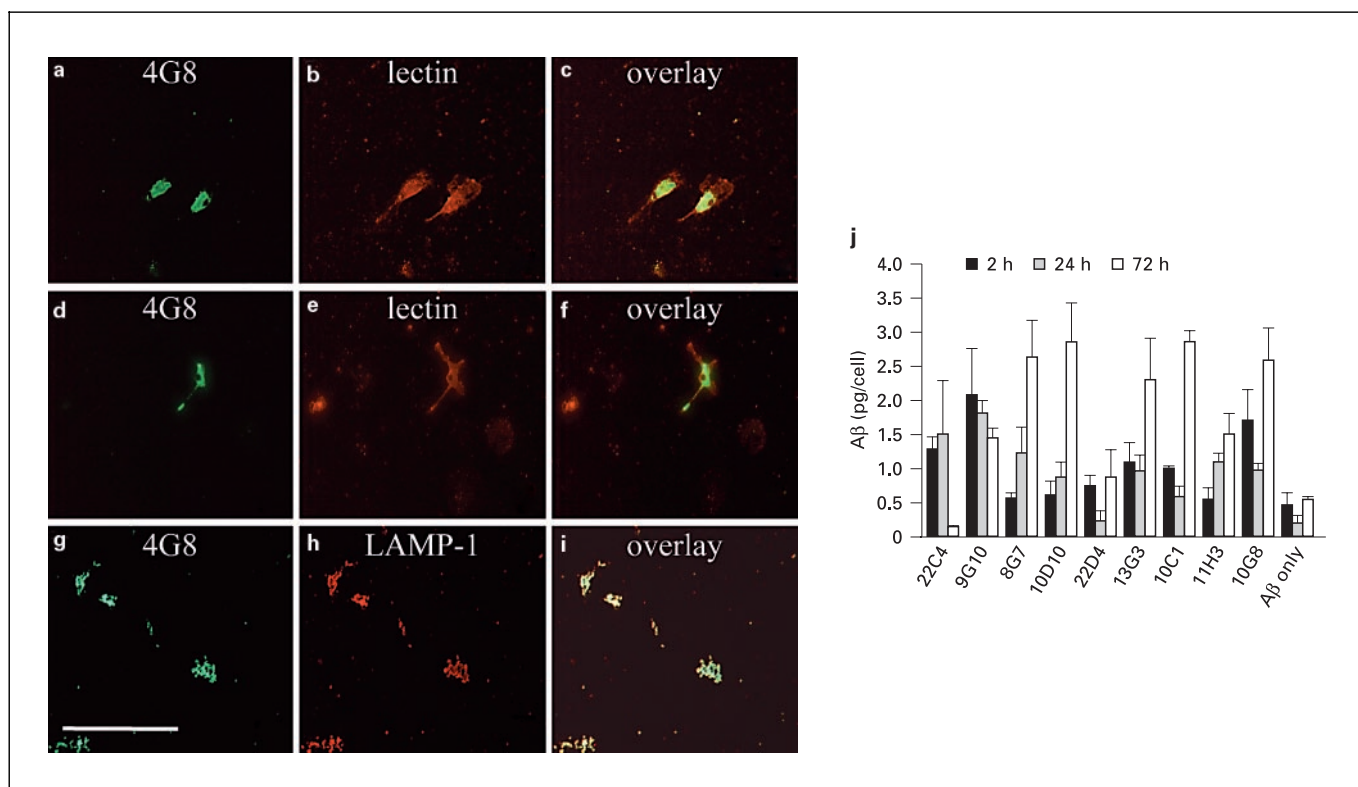 a 4G8
b lectin
c overlay
d 4G8
e lectin
f overlay
g 4G8
h LAMP-1
i overlay
j
2 h 24 h 72 h
4.0
3.5
3.0
2.5
2.0
1.5
1.0
0.5
0
Aβ (pg/cell)
22C4
9G10
8G7
10D10
22D4
13G3
10C1
11H3
10G8
Aβ only